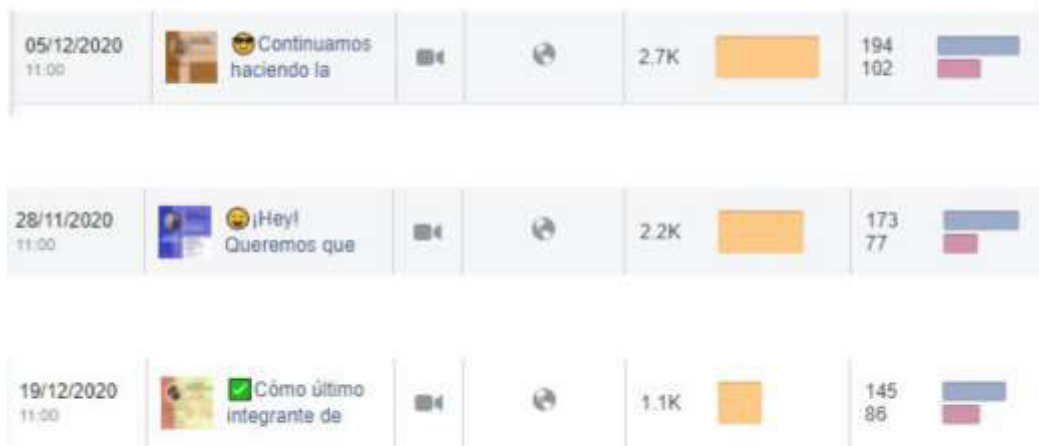 05/12/2020
11:00
😎Continuamos
haciendo la
2.7K
194
102
28/11/2020
11:00
😀¡Hey!
Queremos que
2.2K
173
77
19/12/2020
11:00
✅Cómo último
integrante de
1.1K
145
86